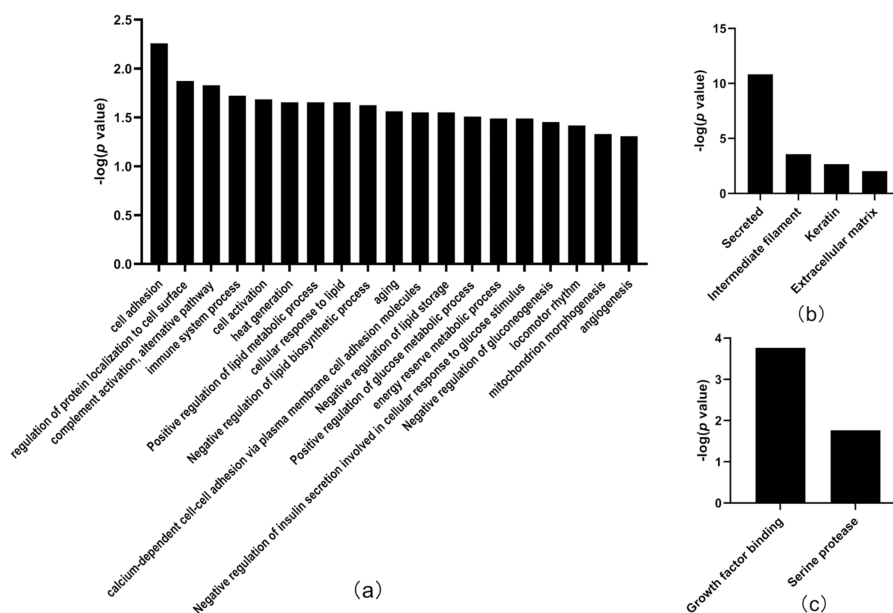 2.5
2.0
1.5
1.0
0.5
0.0
-log(p value)
cell adhesion
regulation of protein localization to cell surface
complement activation, alternative pathway
immune system process
cell activation
heat generation
Positive regulation of lipid metabolic process
cellular response to lipid
Negative regulation of lipid biosynthetic process
aging
calcium-dependent cell-cell adhesion via plasma membrane cell adhesion molecules
Negative regulation of lipid storage
Positive regulation of glucose metabolic process
energy reserve metabolic process
Negative regulation of insulin secretion involved in cellular response to glucose stimulus
Negative regulation of gluconeogenesis
locomotor rhythm
mitochondrion morphogenesis
angiogenesis
(a)
15
10
5
0
-log(p value)
Secreted
Intermediate filament
Keratin
Extracellular matrix
(b)
4
3
2
1
0
-log(p value)
Growth factor binding
Serine protease
(c)